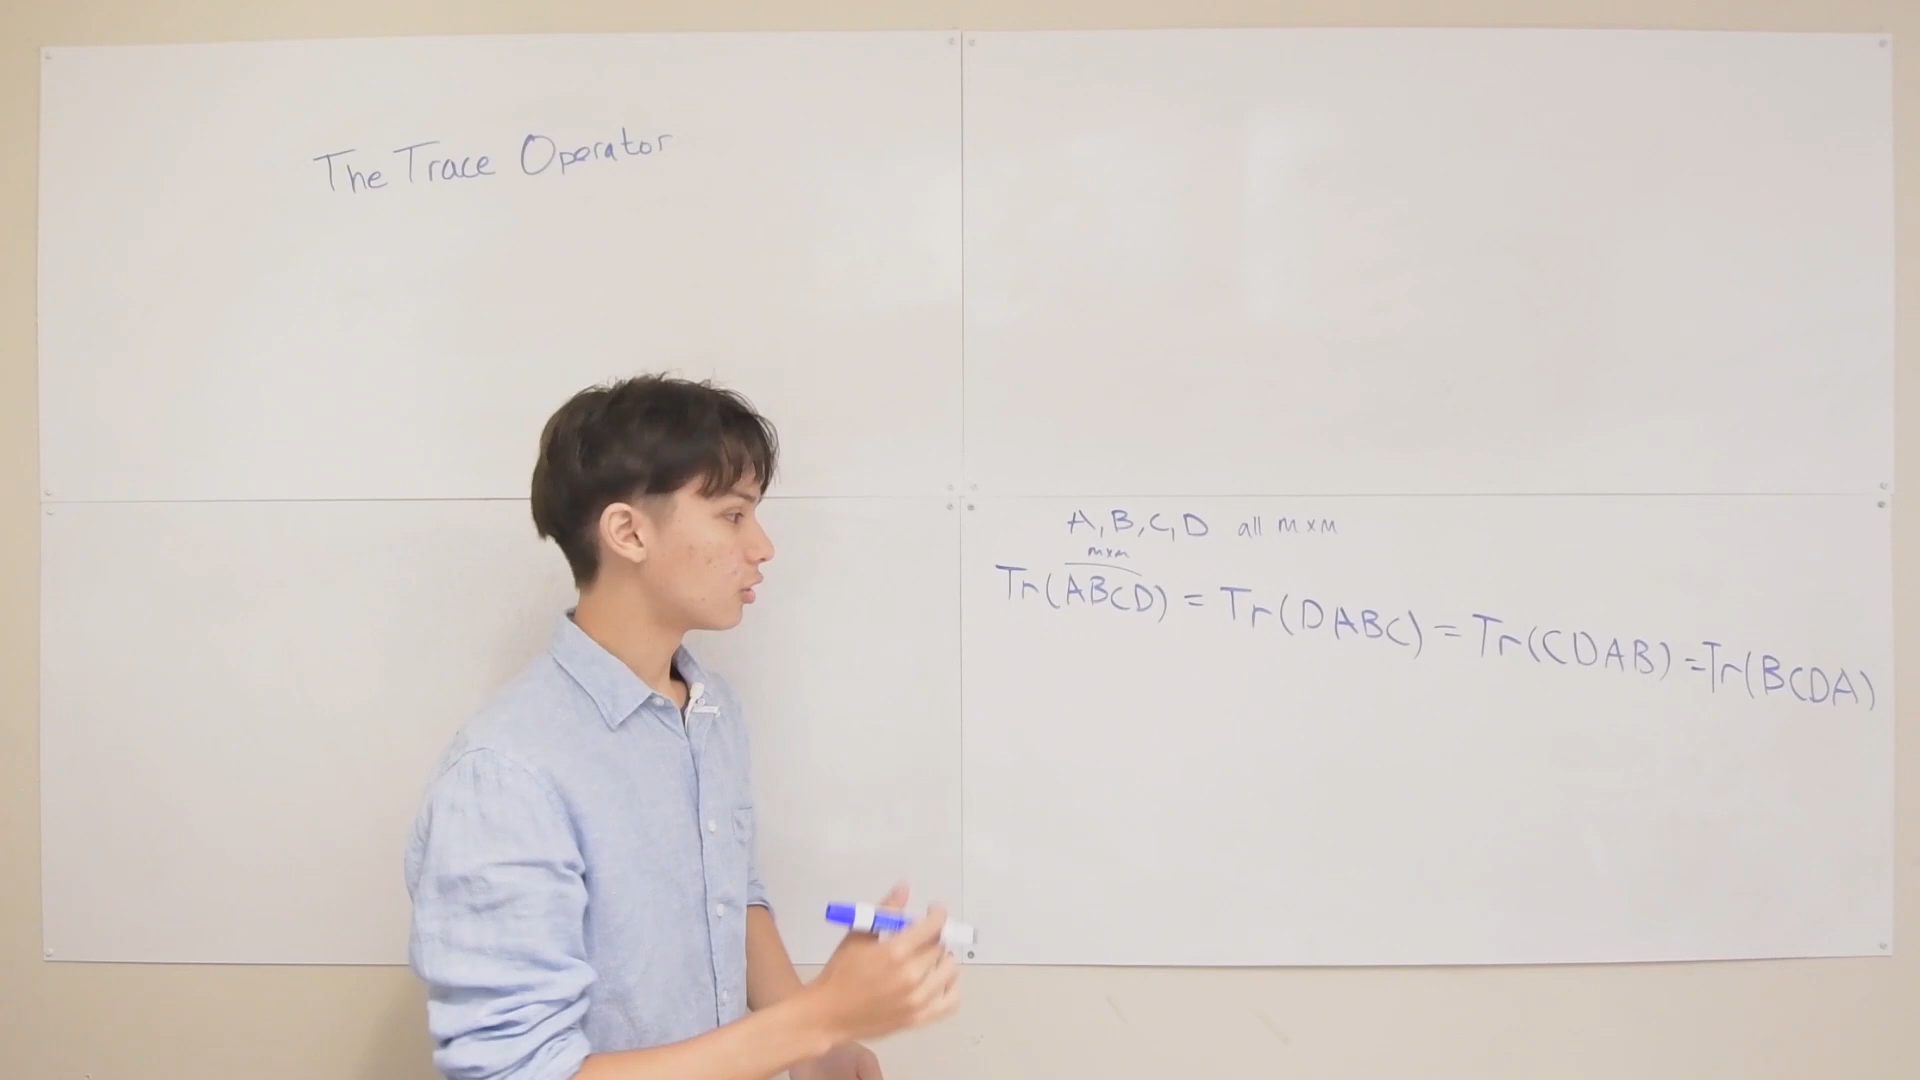 The Trace Operator
A, B, C, D all m x m
m x m
Tr(ABCD) = Tr(DABC) = Tr(CDAB) = Tr(BCDA)